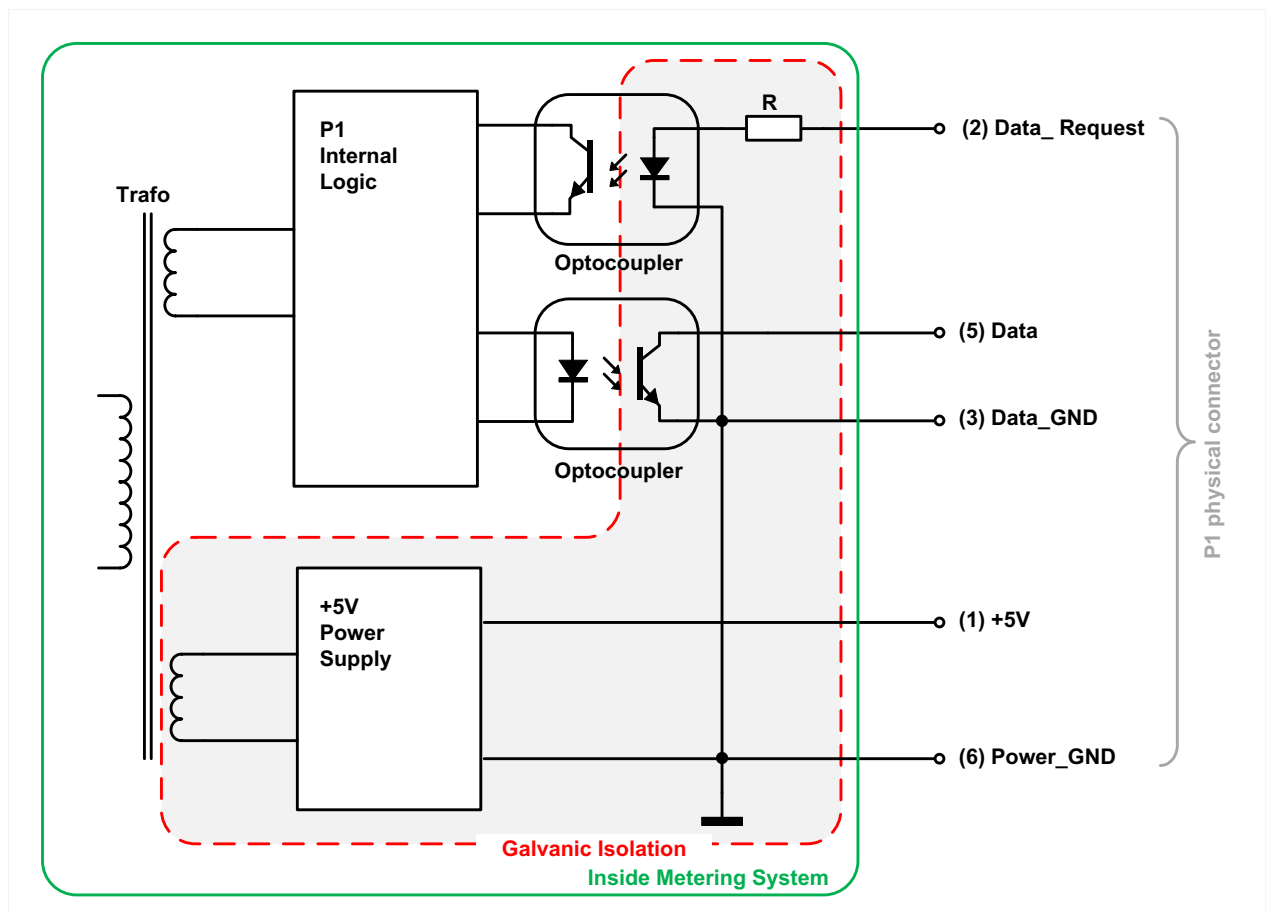 R
P1
Internal
Logic
(2) Data_ Request
Trafo
Optocoupler
(5) Data
(3) Data_GND
Optocoupler
P1 physical connector
+5V
Power
Supply
(1) +5V
(6) Power_GND
Galvanic Isolation
Inside Metering System